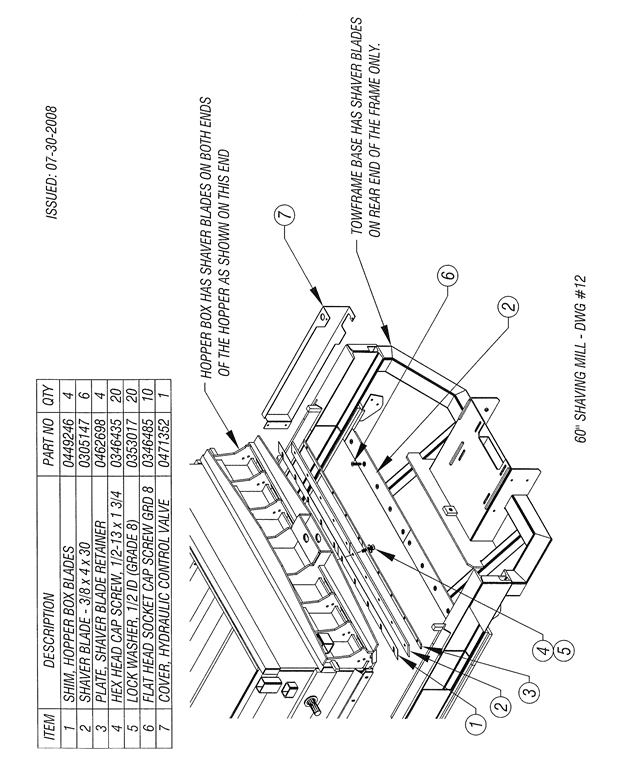 ITEM DESCRIPTION PART NO QTY
1 SHIM, HOPPER BOX BLADES 0449246 4
2 SHAVER BLADE - 3/8 x 4 x 30 0305147 6
3 PLATE, SHAVER BLADE RETAINER 0462698 4
4 HEX HEAD CAP SCREW, 1/2-13 x 1 3/4 0346435 20
5 LOCK WASHER, 1/2 ID (GRADE 8) 0353017 20
6 FLAT HEAD SOCKET CAP SCREW GRD 8 0346485 10
7 COVER, HYDRAULIC CONTROL VALVE 0471352 1
ISSUED: 07-30-2008
HOPPER BOX HAS SHAVER BLADES ON BOTH ENDS
OF THE HOPPER AS SHOWN ON THIS END
7
TOWFRAME BASE HAS SHAVER BLADES
ON REAR END OF THE FRAME ONLY.
6
2
1
2
3
4
5
60" SHAVING MILL - DWG #12